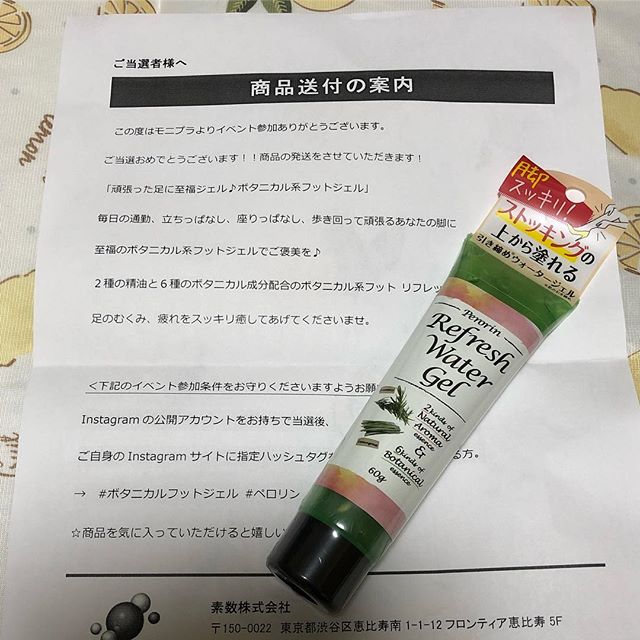 ご当選者様へ
商品送付の案内
この度はモニプラよりイベント参加ありがとうございます。
ご当選おめでとうございます！！商品の発送をさせていただきます！
「頑張った足に至福ジェル♪ボタニカル系フットジェル」
毎日の通勤、立ちっぱなし、座りっぱなし、歩き回って頑張るあなたの脚に
至福のボタニカル系フットジェルでご褒美を♪
２種の精油と６種のボタニカル成分配合のボタニカル系フット リフレッ
足のむくみ、疲れをスッキリ癒してあげてくださいませ。
＜下記のイベント参加条件をお守りくださいますようお願
Instagramの公開アカウントをお持ちで当選後、
ご自身のInstagramサイトに指定ハッシュタグを
る方。
→ #ボタニカルフットジェル #ペロリン
☆商品を気に入っていただけると嬉しい
素数株式会社
〒150-0022 東京都渋谷区恵比寿南1-1-12フロンティア恵比寿 5F
脚
スッキリ!
ストッキングの
上から塗れる
引き締めウォータージェル
Perorin
Refresh
Water
Gel
2 kinds of
Natural
Aroma
essence
&
6 kinds of
Botanical
essence
60g
Lemon